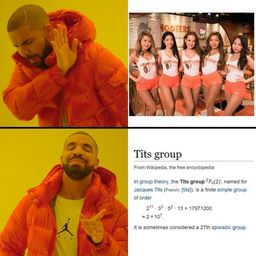 HOOTERS
Tits group
From Wikipedia, the free encyclopedia
In group theory, the Tits group ²F₄(2)′, named for
Jacques Tits (French: [tits]), is a finite simple group
of order
2¹¹ · 3³ · 5² · 13 = 17971200
≈ 2×10⁷.
It is sometimes considered a 27th sporadic group.